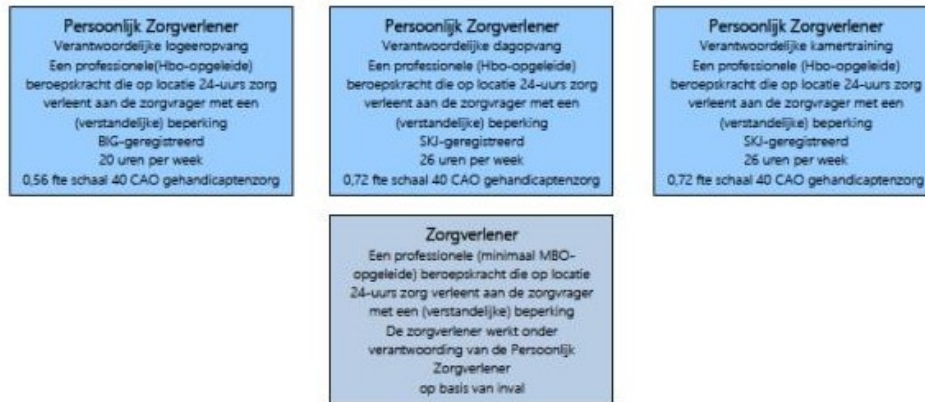 Persoonlijk Zorgverlener
Verantwoordelijke logeeropvang
Een professionele(Hbo-opgeleide)
beroepskracht die op locatie 24-uurs zorg
verleent aan de zorgvrager met een
(verstandelijke) beperking
BIG-geregistreerd
20 uren per week
0,56 fte schaal 40 CAO gehandicaptenzorg
Persoonlijk Zorgverlener
Verantwoordelijke dagopvang
Een professionele (Hbo-opgeleide)
beroepskracht die op locatie 24-uurs zorg
verleent aan de zorgvrager met een
(verstandelijke) beperking
SKJ-geregistreerd
26 uren per week
0,72 fte schaal 40 CAO gehandicaptenzorg
Persoonlijk Zorgverlener
Verantwoordelijke kamertraining
Een professionele (Hbo-opgeleide)
beroepskracht die op locatie 24-uurs zorg
verleent aan de zorgvrager met een
(verstandelijke) beperking
SKJ-geregistreerd
26 uren per week
0,72 fte schaal 40 CAO gehandicaptenzorg
Zorgverlener
Een professionele (minimaal MBO-
opgeleide) beroepskracht die op locatie
24-uurs zorg verleent aan de zorgvrager
met een (verstandelijke) beperking
De zorgverlener werkt onder
verantwoording van de Persoonlijk
Zorgverlener
op basis van inval